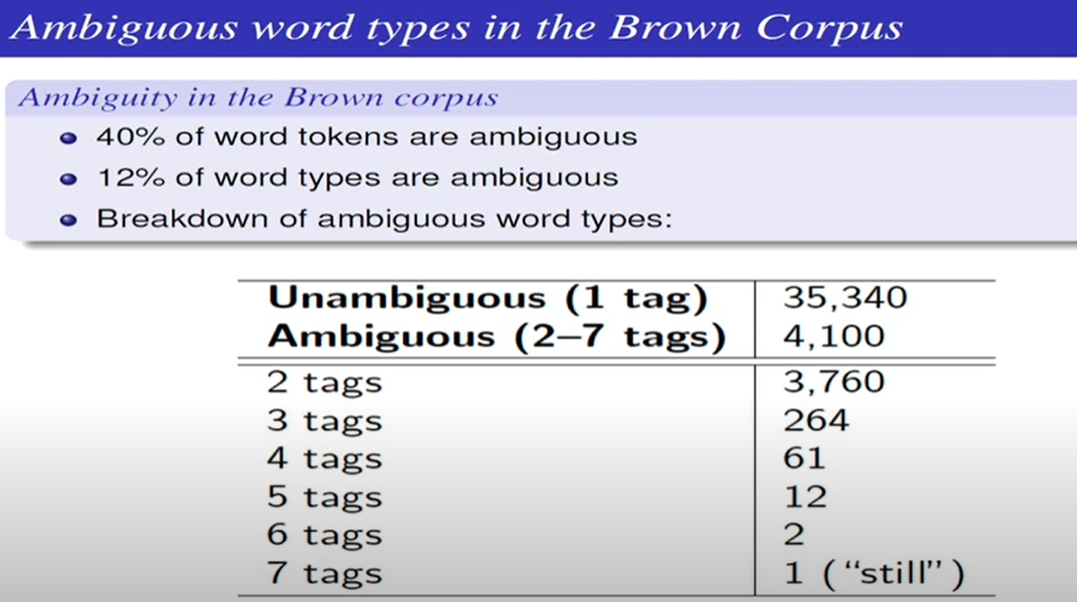 Ambiguous word types in the Brown Corpus
Ambiguity in the Brown corpus
40% of word tokens are ambiguous
12% of word types are ambiguous
Breakdown of ambiguous word types:
Unambiguous (1 tag) 35,340
Ambiguous (2–7 tags) 4,100
2 tags 3,760
3 tags 264
4 tags 61
5 tags 12
6 tags 2
7 tags 1 (“still”)